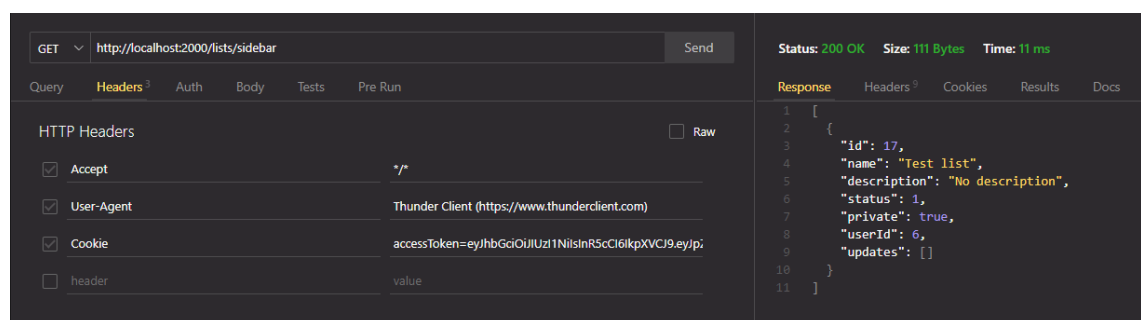 GET http://localhost:2000/lists/sidebar Send
Query Headers 3 Auth Body Tests Pre Run
HTTP Headers Raw
Accept */*
User-Agent Thunder Client (https://www.thunderclient.com)
Cookie accessToken=eyJhbGciOiJIUzI1NiIsInR5cCI6IkpXVCJ9.eyJpZ
header value
Status: 200 OK Size: 111 Bytes Time: 11 ms
Response Headers 9 Cookies Results Docs
1 [
2 {
3 "id": 17,
4 "name": "Test list",
5 "description": "No description",
6 "status": 1,
7 "private": true,
8 "userId": 6,
9 "updates": []
10 }
11 ]